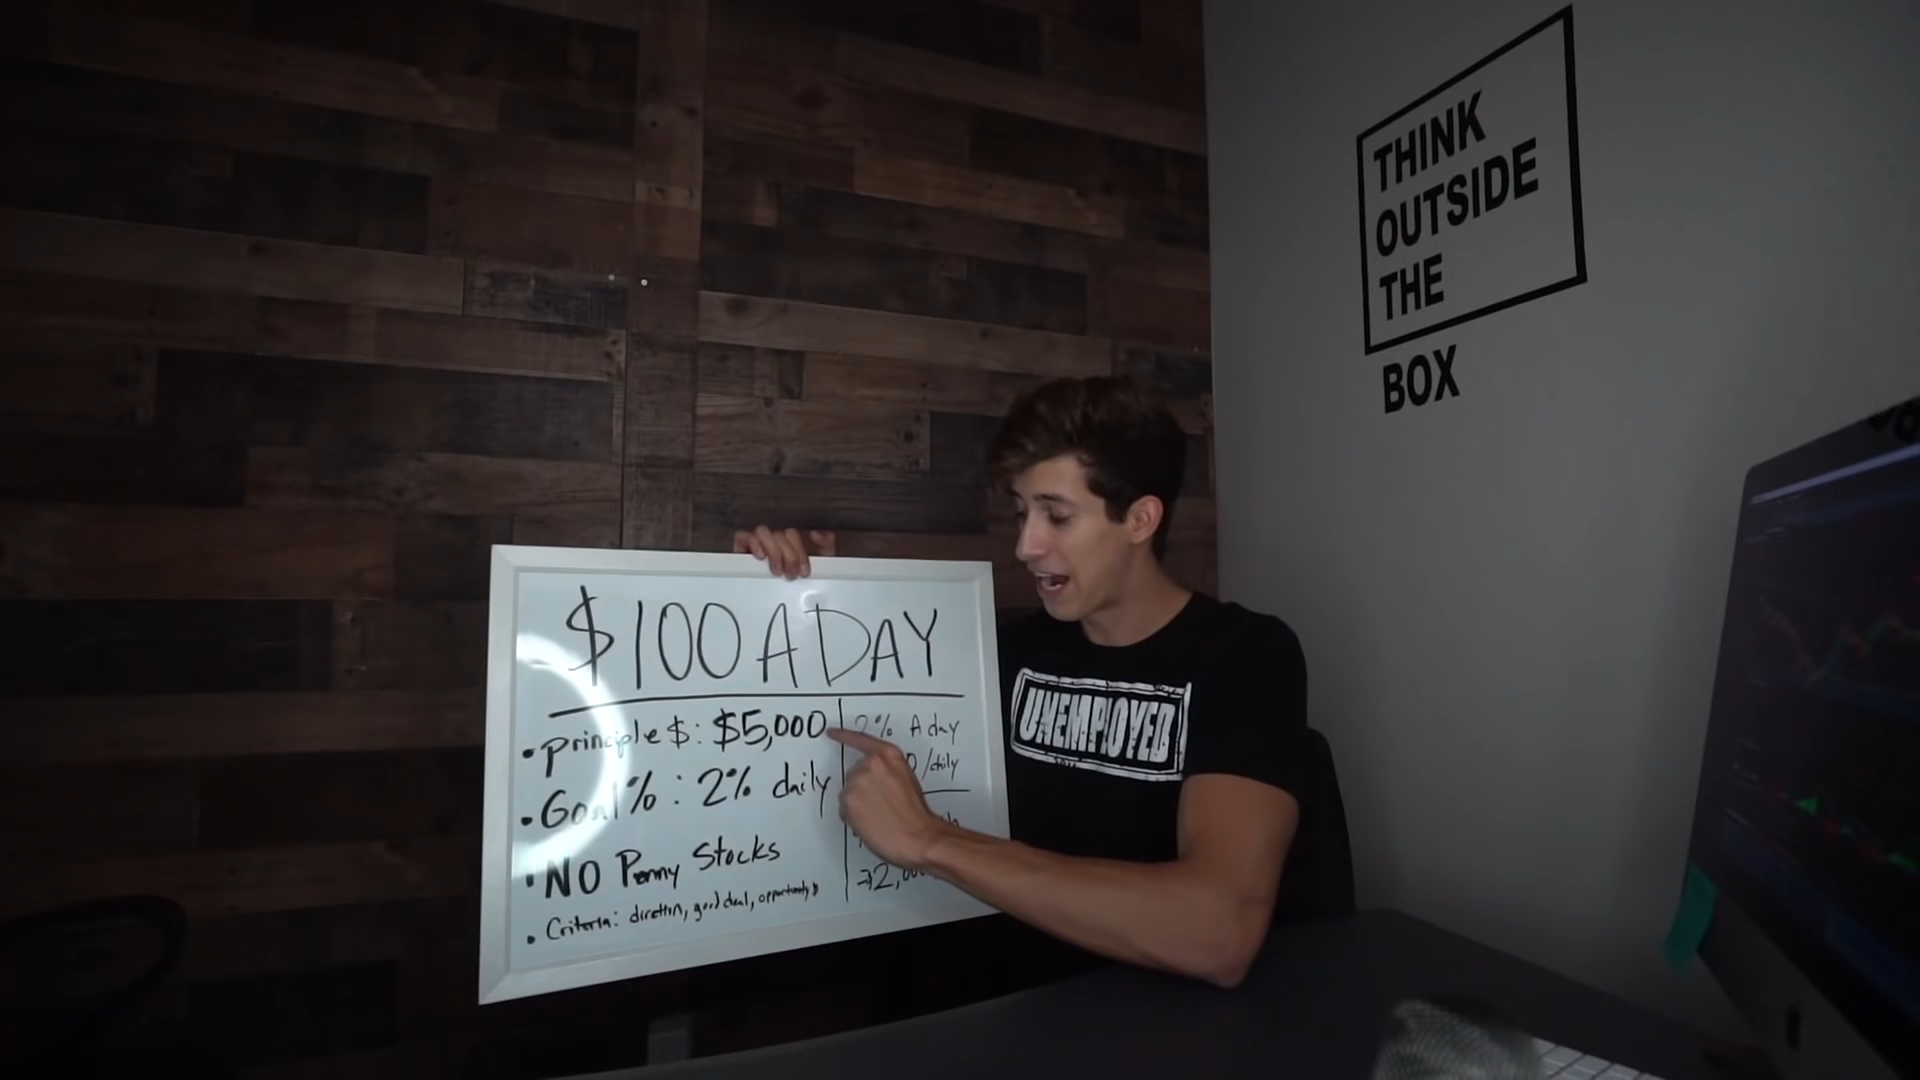 THINK
OUTSIDE
THE
BOX
$100 A DAY
• principle $: $5,000
• Goal % : 2% daily
• NO Penny Stocks
• Criteria: direction, good deal, opportunity $
2% A day
/daily
UNEMPLOYED